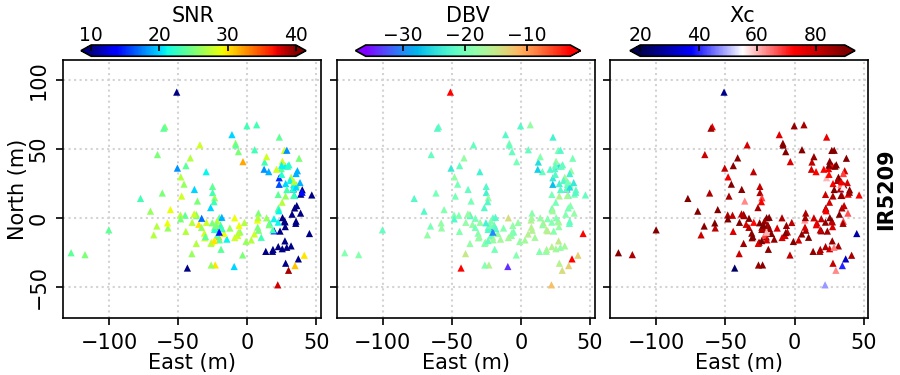 SNR DBV Xc
10 20 30 40 −30 −20 −10 20 40 60 80
100
50
0
−50
North (m)
IR5209
−100 −50 0 50 −100 −50 0 50 −100 −50 0 50
East (m) East (m) East (m)